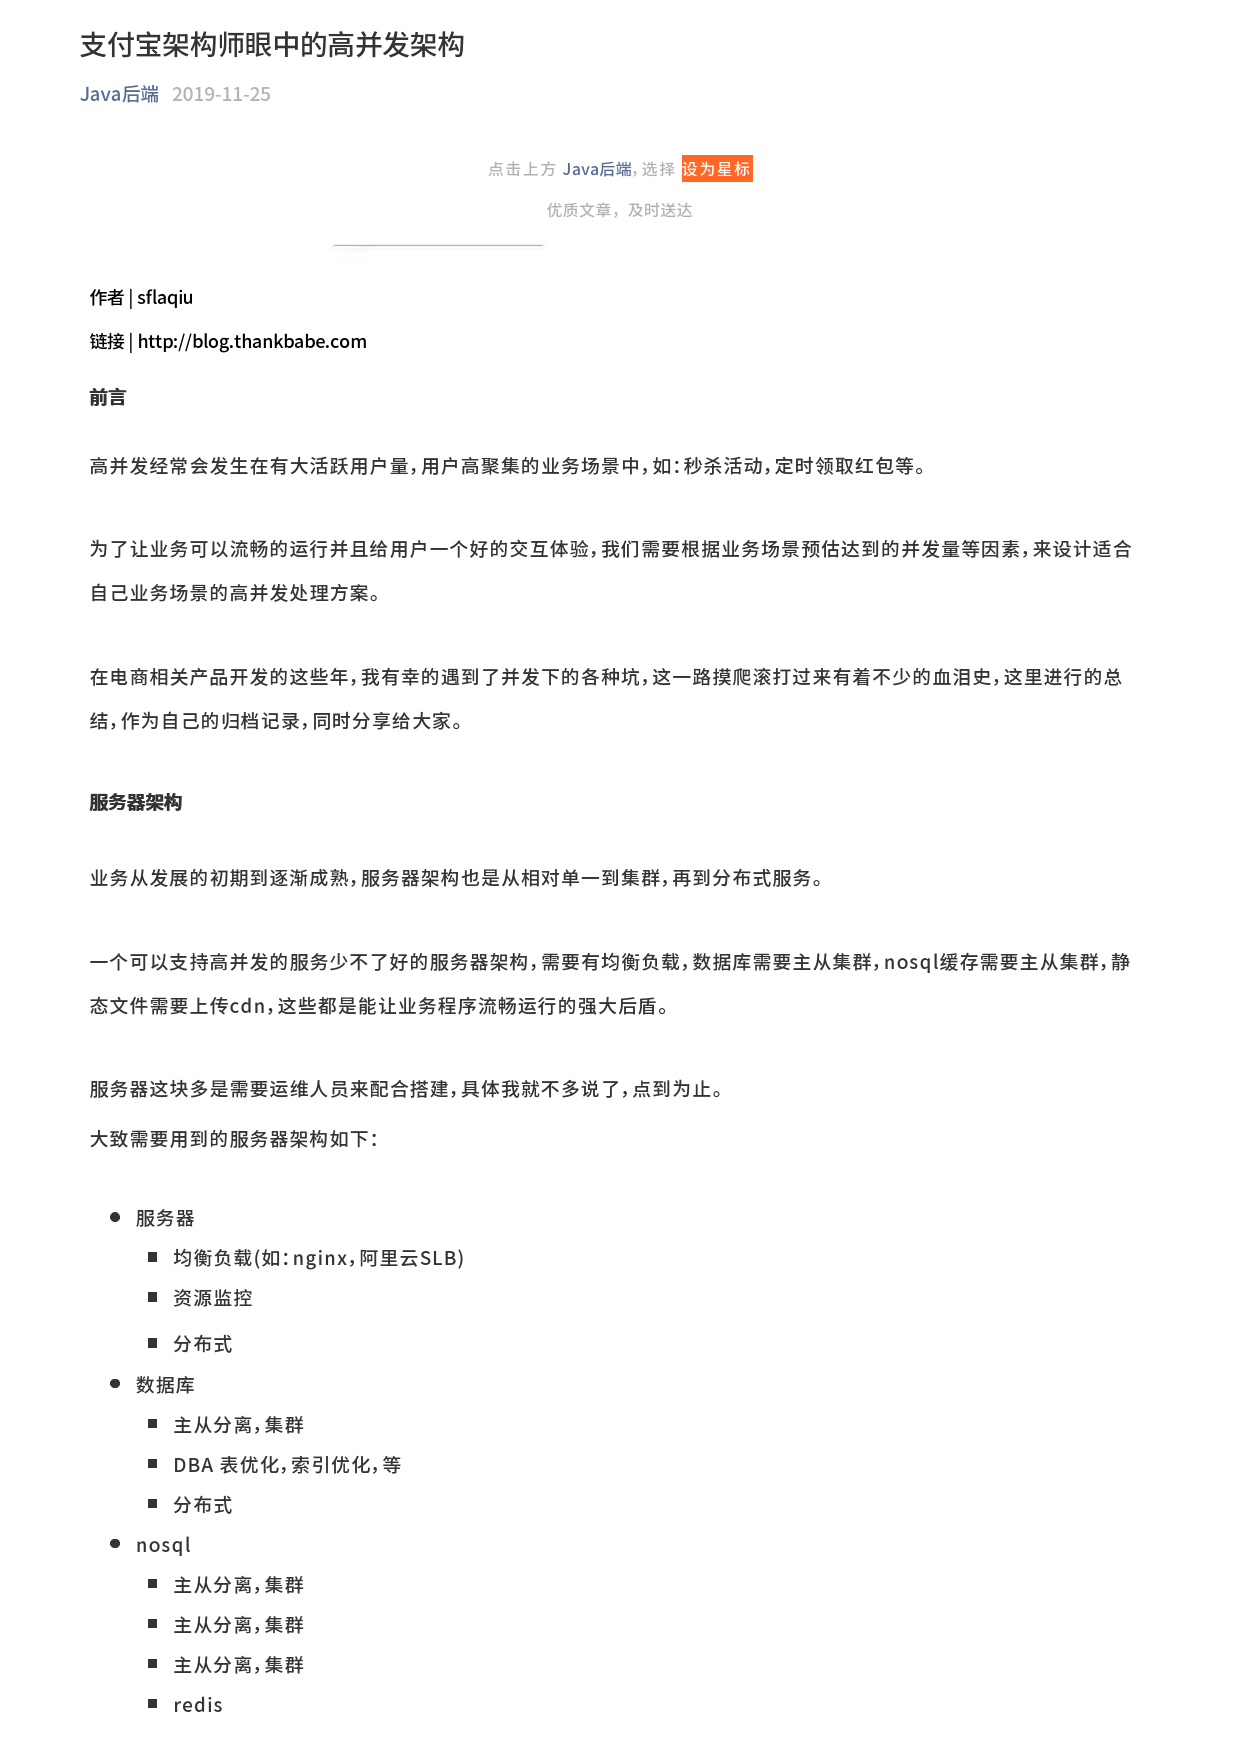 支付宝架构师眼中的高并发架构
Java后端 2019-11-25
点击上方 Java后端, 选择 设为星标
优质文章，及时送达
作者 | sflaqiu
链接 | http://blog.thankbabe.com
前言
高并发经常会发生在有大活跃用户量，用户高聚集的业务场景中，如：秒杀活动，定时领取红包等。
为了让业务可以流畅的运行并且给用户一个好的交互体验，我们需要根据业务场景预估达到的并发量等因素，来设计适合
自己业务场景的高并发处理方案。
在电商相关产品开发的这些年，我有幸的遇到了并发下的各种坑，这一路摸爬滚打过来有着不少的血泪史，这里进行的总
结，作为自己的归档记录，同时分享给大家。
服务器架构
业务从发展的初期到逐渐成熟，服务器架构也是从相对单一到集群，再到分布式服务。
一个可以支持高并发的服务少不了好的服务器架构，需要有均衡负载，数据库需要主从集群，nosql缓存需要主从集群，静
态文件需要上传cdn，这些都是能让业务程序流畅运行的强大后盾。
服务器这块多是需要运维人员来配合搭建，具体我就不多说了，点到为止。
大致需要用到的服务器架构如下：
● 服务器
■ 均衡负载(如：nginx，阿里云SLB)
■ 资源监控
■ 分布式
● 数据库
■ 主从分离，集群
■ DBA 表优化，索引优化，等
■ 分布式
● nosql
■ 主从分离，集群
■ 主从分离，集群
■ 主从分离，集群
■ redis